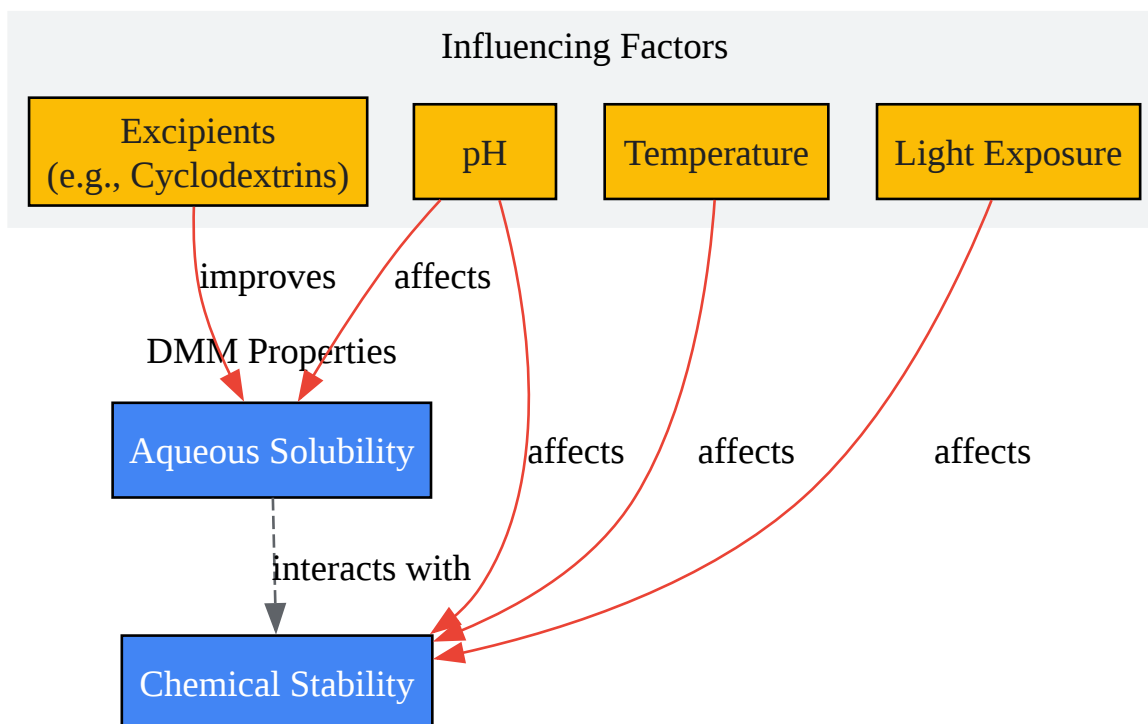 Influencing Factors
Excipients
(e.g., Cyclodextrins)
pH
Temperature
Light Exposure
improves
affects
DMM Properties
Aqueous Solubility
affects
affects
affects
interacts with
Chemical Stability